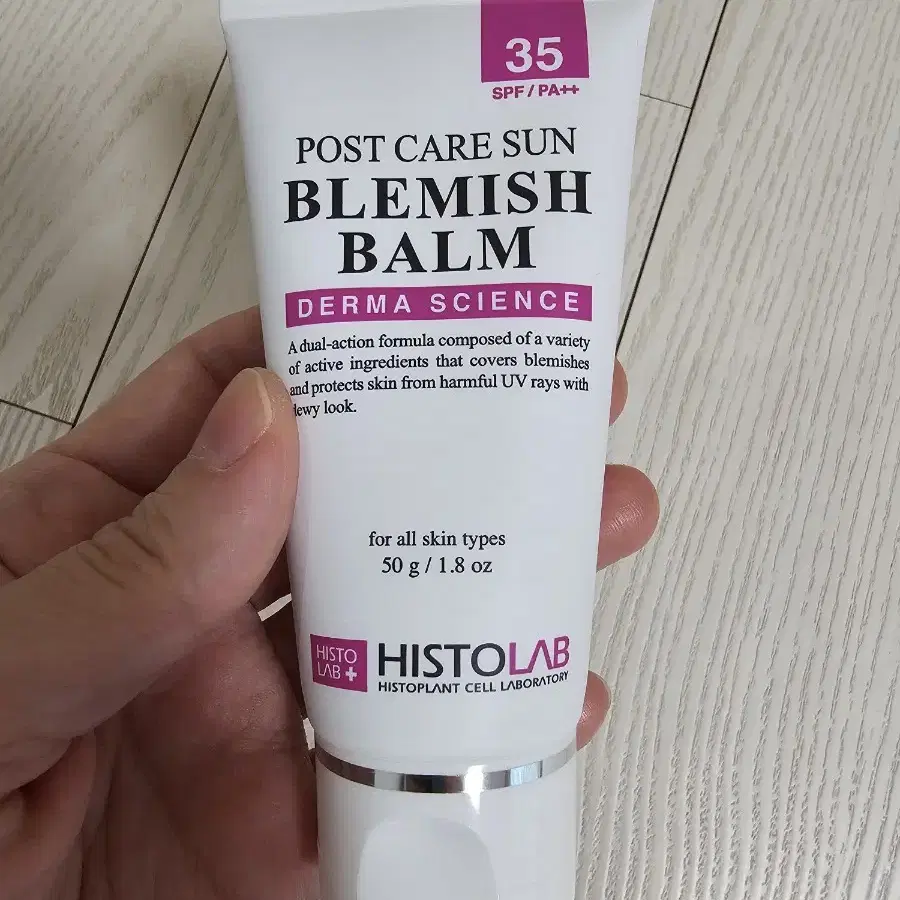 35
SPF / PA++
POST CARE SUN
BLEMISH
BALM
DERMA SCIENCE
A dual-action formula composed of a variety
of active ingredients that covers blemishes
and protects skin from harmful UV rays with
dewy look.
for all skin types
50 g / 1.8 oz
HISTO
LAB +
HISTOLAB
HISTOPLANT CELL LABORATORY